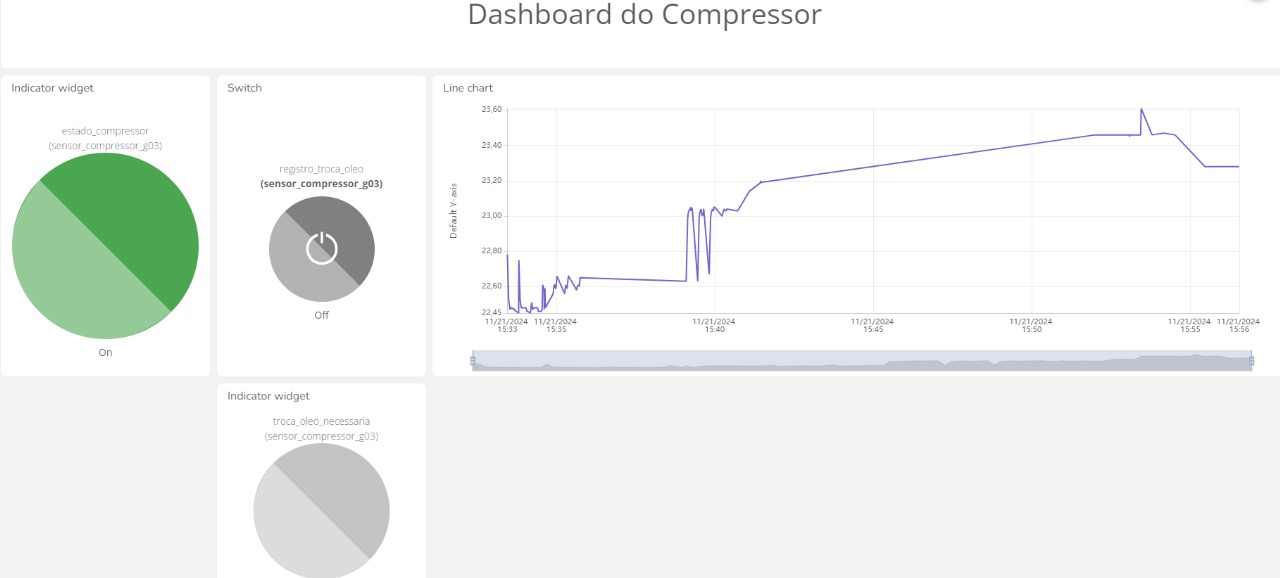 Dashboard do Compressor
Indicator widget
estado_compressor
(sensor_compressor_g03)
On
Switch
registro_troca_oleo
(sensor_compressor_g03)
Off
Line chart
Default Y-axis
23,60
23,40
23,20
23,00
22,80
22,60
22,45
11/21/2024 11/21/2024 11/21/2024 11/21/2024 11/21/2024 11/21/2024 11/21/2024
15:33 15:35 15:40 15:45 15:50 15:55 15:56
Indicator widget
troca_oleo_necessaria
(sensor_compressor_g03)